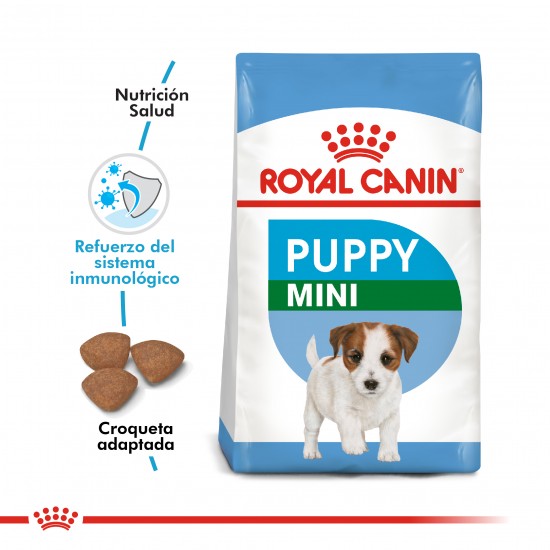 Nutrición
Salud
Refuerzo del
sistema
inmunológico
Croqueta
adaptada
ROYAL CANIN®
PUPPY
MINI